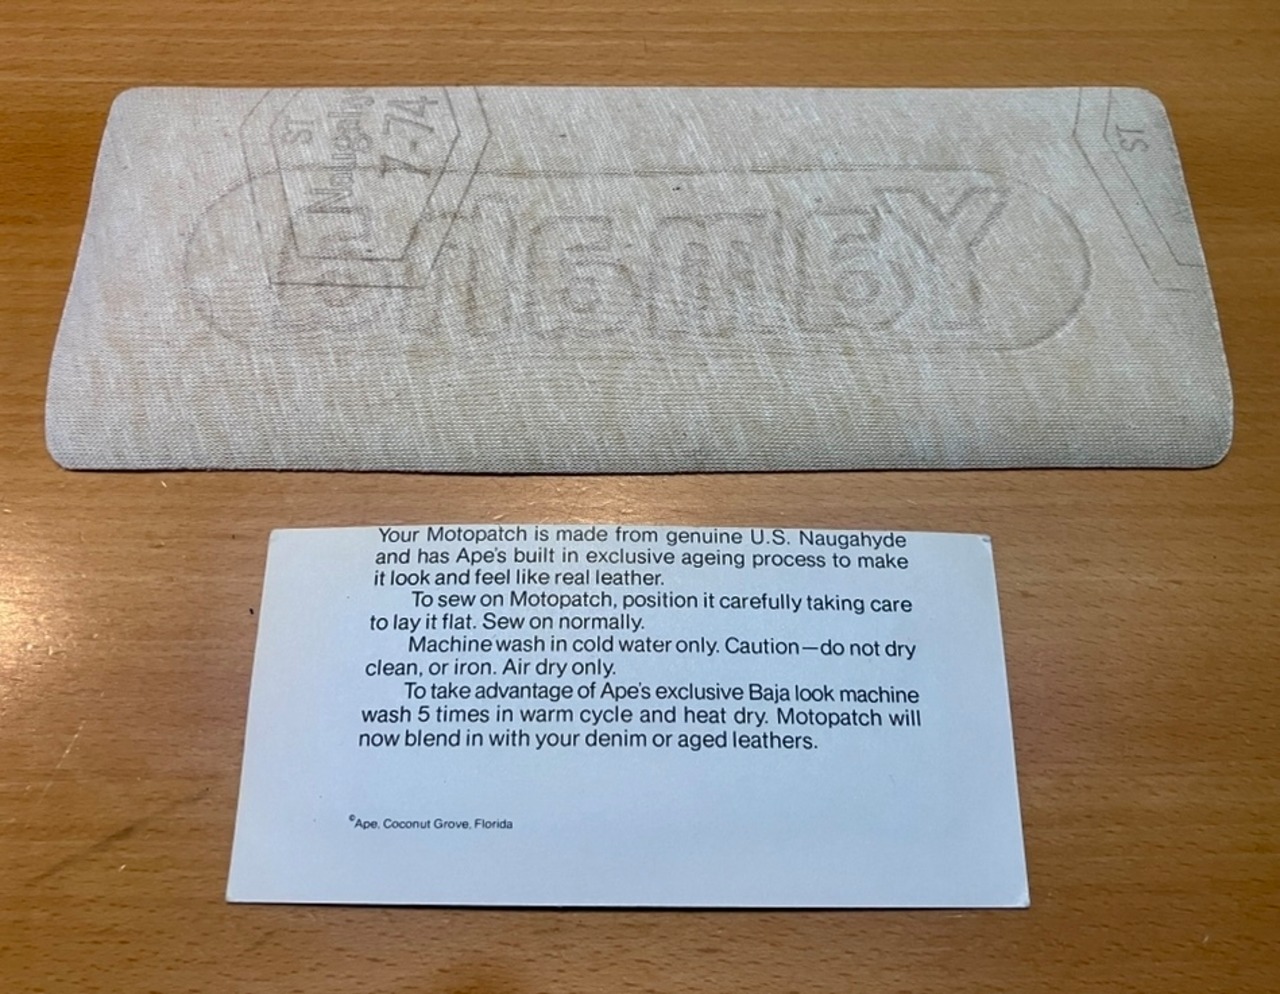 ST
Naugahy
7-74
ST
N
Your Motopatch is made from genuine U.S. Naugahyde
and has Ape's built in exclusive ageing process to make
it look and feel like real leather.
To sew on Motopatch, position it carefully taking care
to lay it flat. Sew on normally.
Machine wash in cold water only. Caution—do not dry
clean, or iron. Air dry only.
To take advantage of Ape's exclusive Baja look machine
wash 5 times in warm cycle and heat dry. Motopatch will
now blend in with your denim or aged leathers.
©Ape, Coconut Grove, Florida